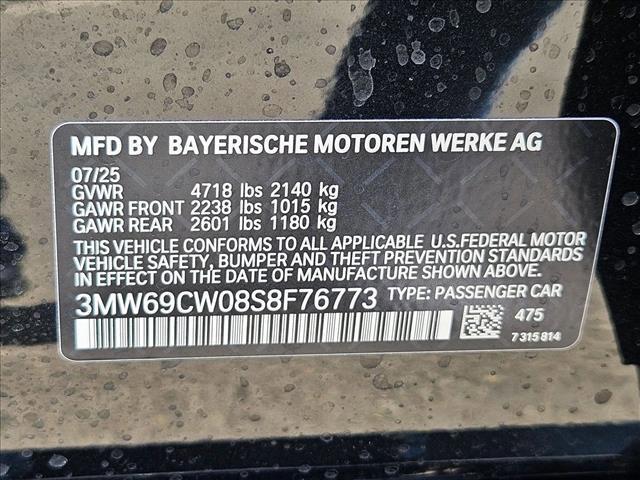 MFD BY BAYERISCHE MOTOREN WERKE AG
07/25
GVWR 4718 lbs 2140 kg
GAWR FRONT 2238 lbs 1015 kg
GAWR REAR 2601 lbs 1180 kg
THIS VEHICLE CONFORMS TO ALL APPLICABLE U.S.FEDERAL MOTOR
VEHICLE SAFETY, BUMPER AND THEFT PREVENTION STANDARDS
IN EFFECT ON THE DATE OF MANUFACTURE SHOWN ABOVE.
3MW69CW08S8F76773 TYPE: PASSENGER CAR
475
7 315 814